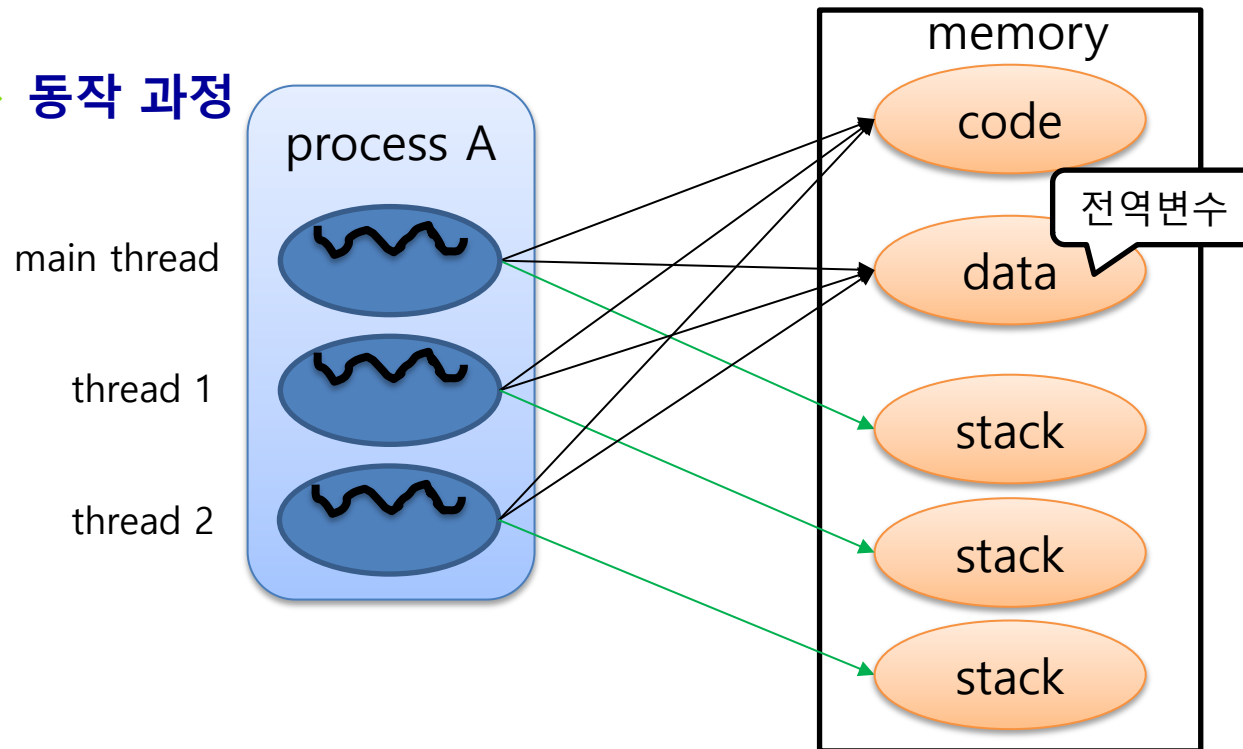 동작 과정
process A
main thread
thread 1
thread 2
memory
code
전역변수
data
stack
stack
stack